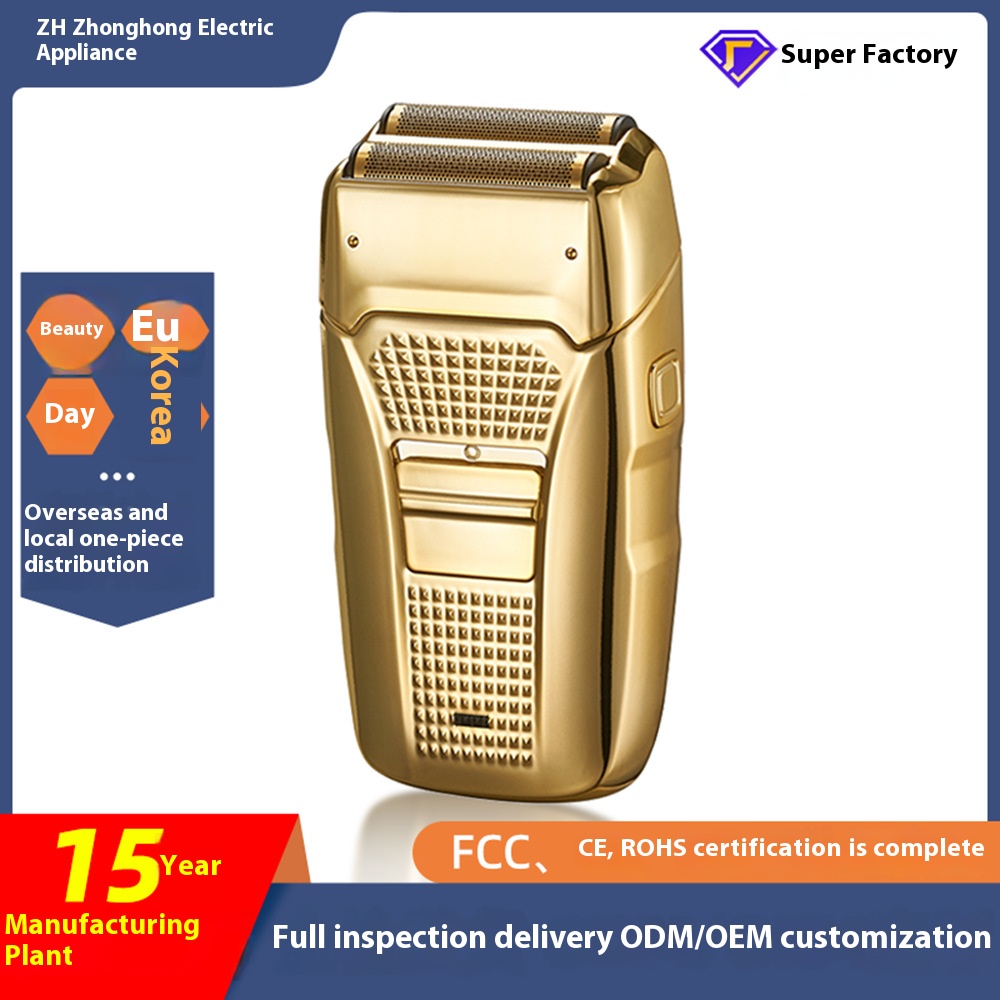 ZH Zhonghong Electric
Appliance
Super Factory
Beauty
Eu
Korea
Day
...
Overseas and
local one-piece
distribution
15 Year
Manufacturing
Plant
FCC、 CE, ROHS certification is complete
Full inspection delivery ODM/OEM customization